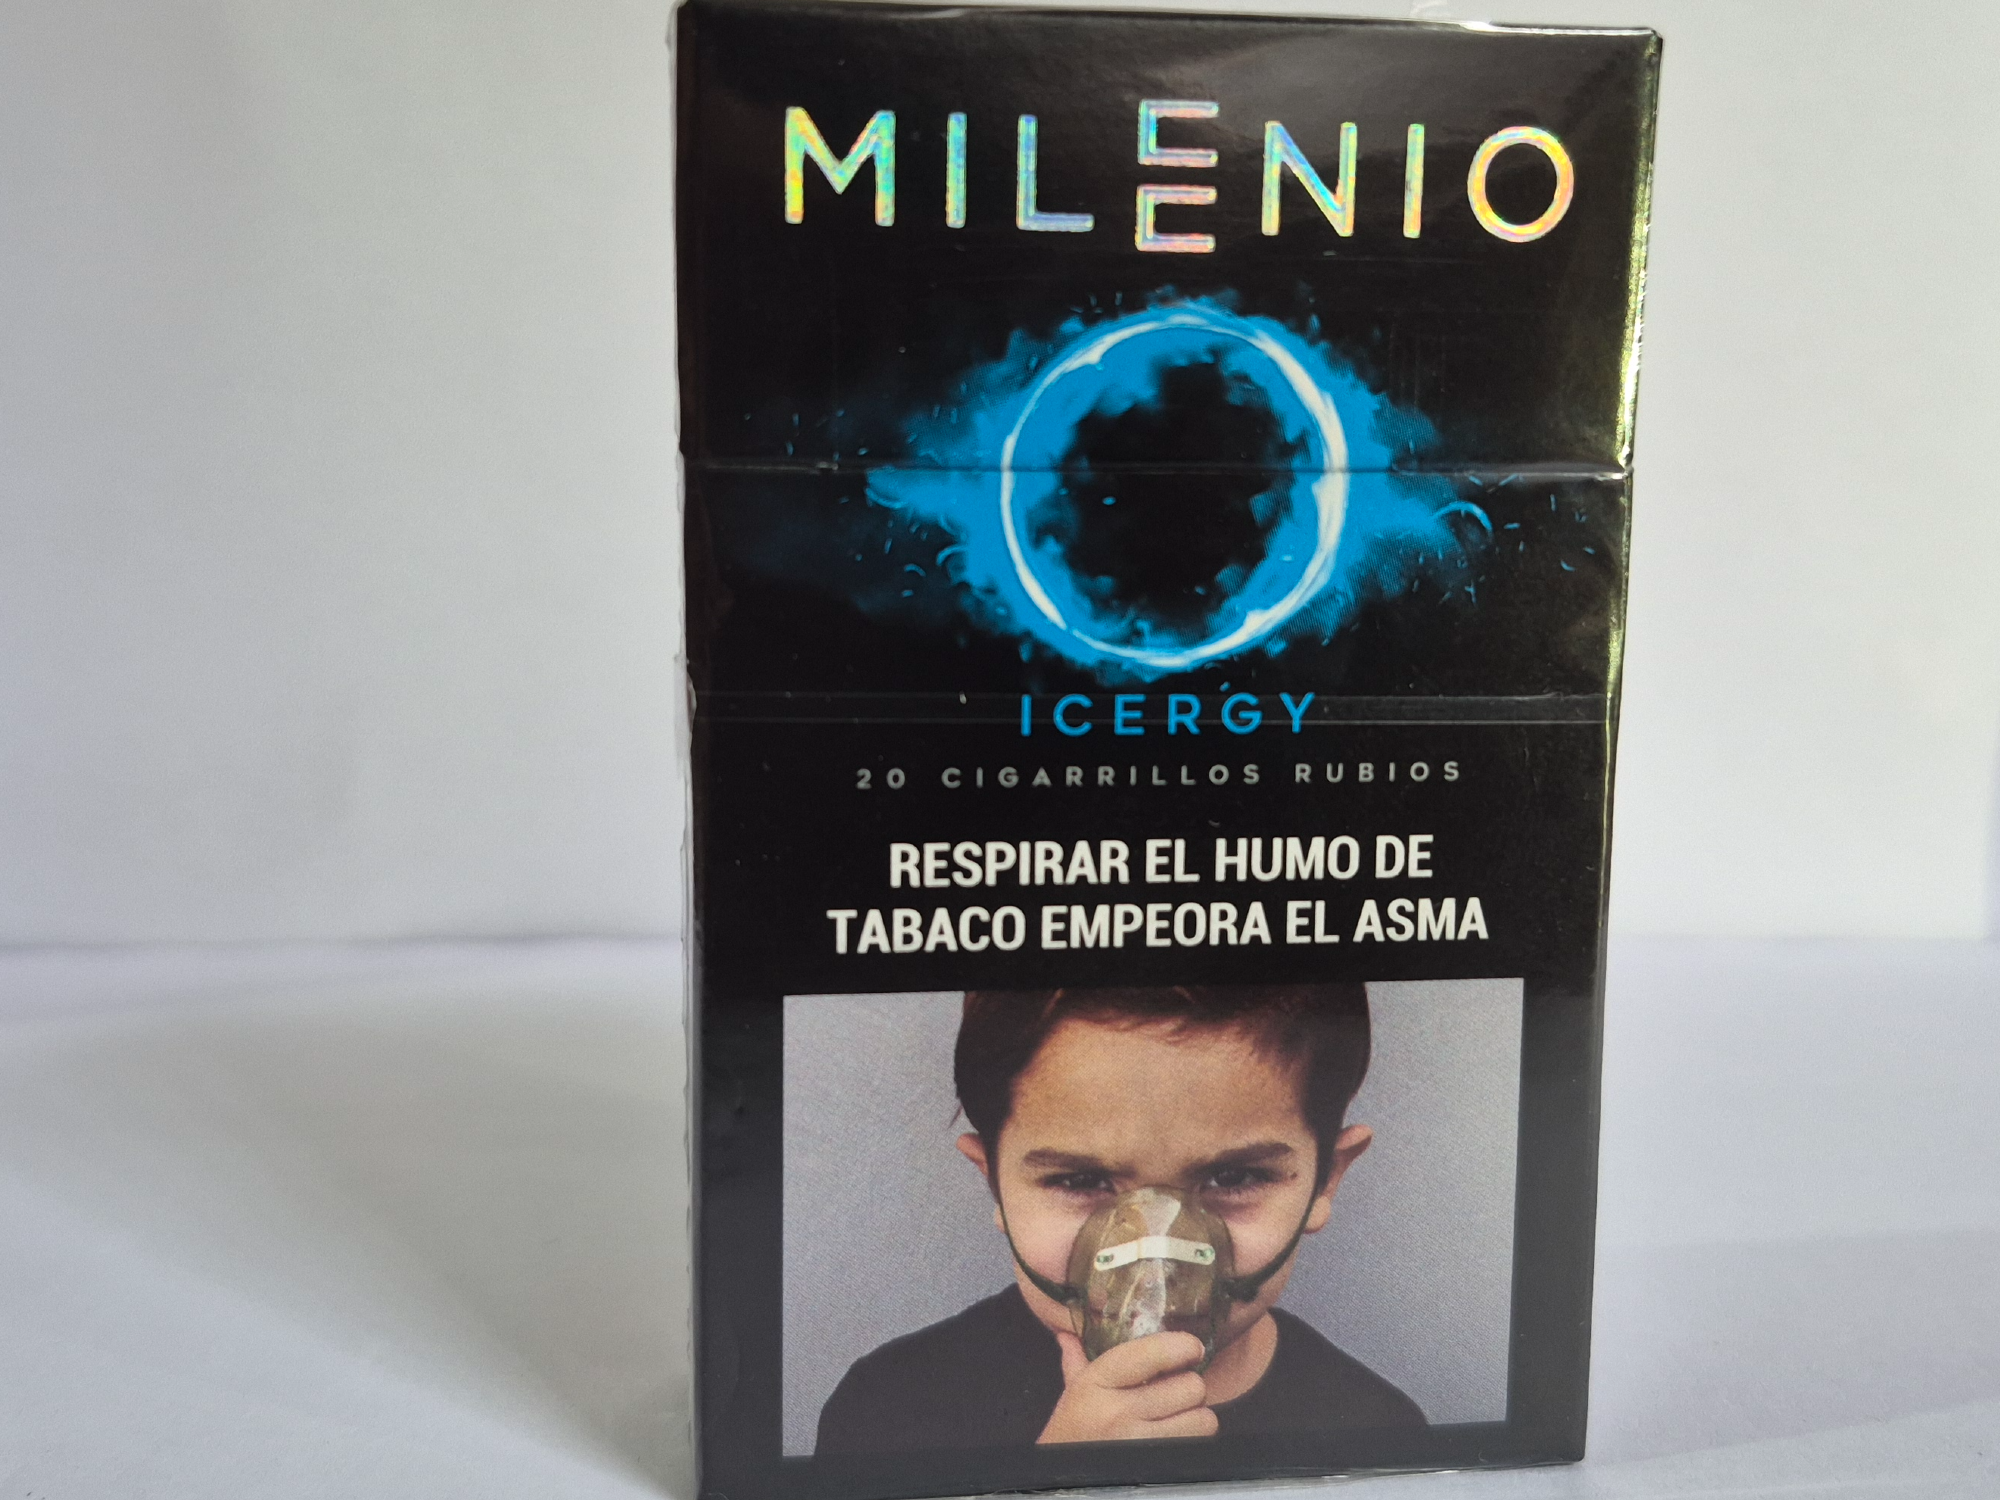 MILENIO
ICERGY
20 CIGARRILLOS RUBIOS
RESPIRAR EL HUMO DE
TABACO EMPEORA EL ASMA